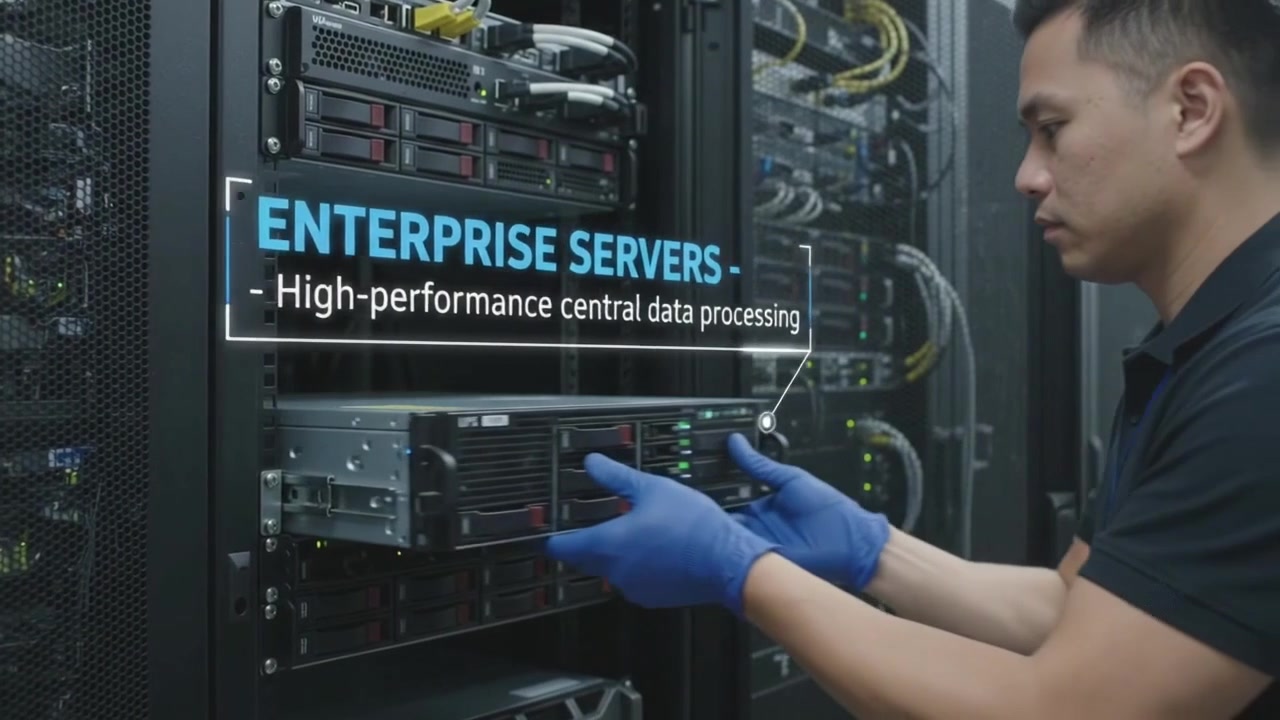 ENTERPRISE SERVERS -
- High-performance central data processing